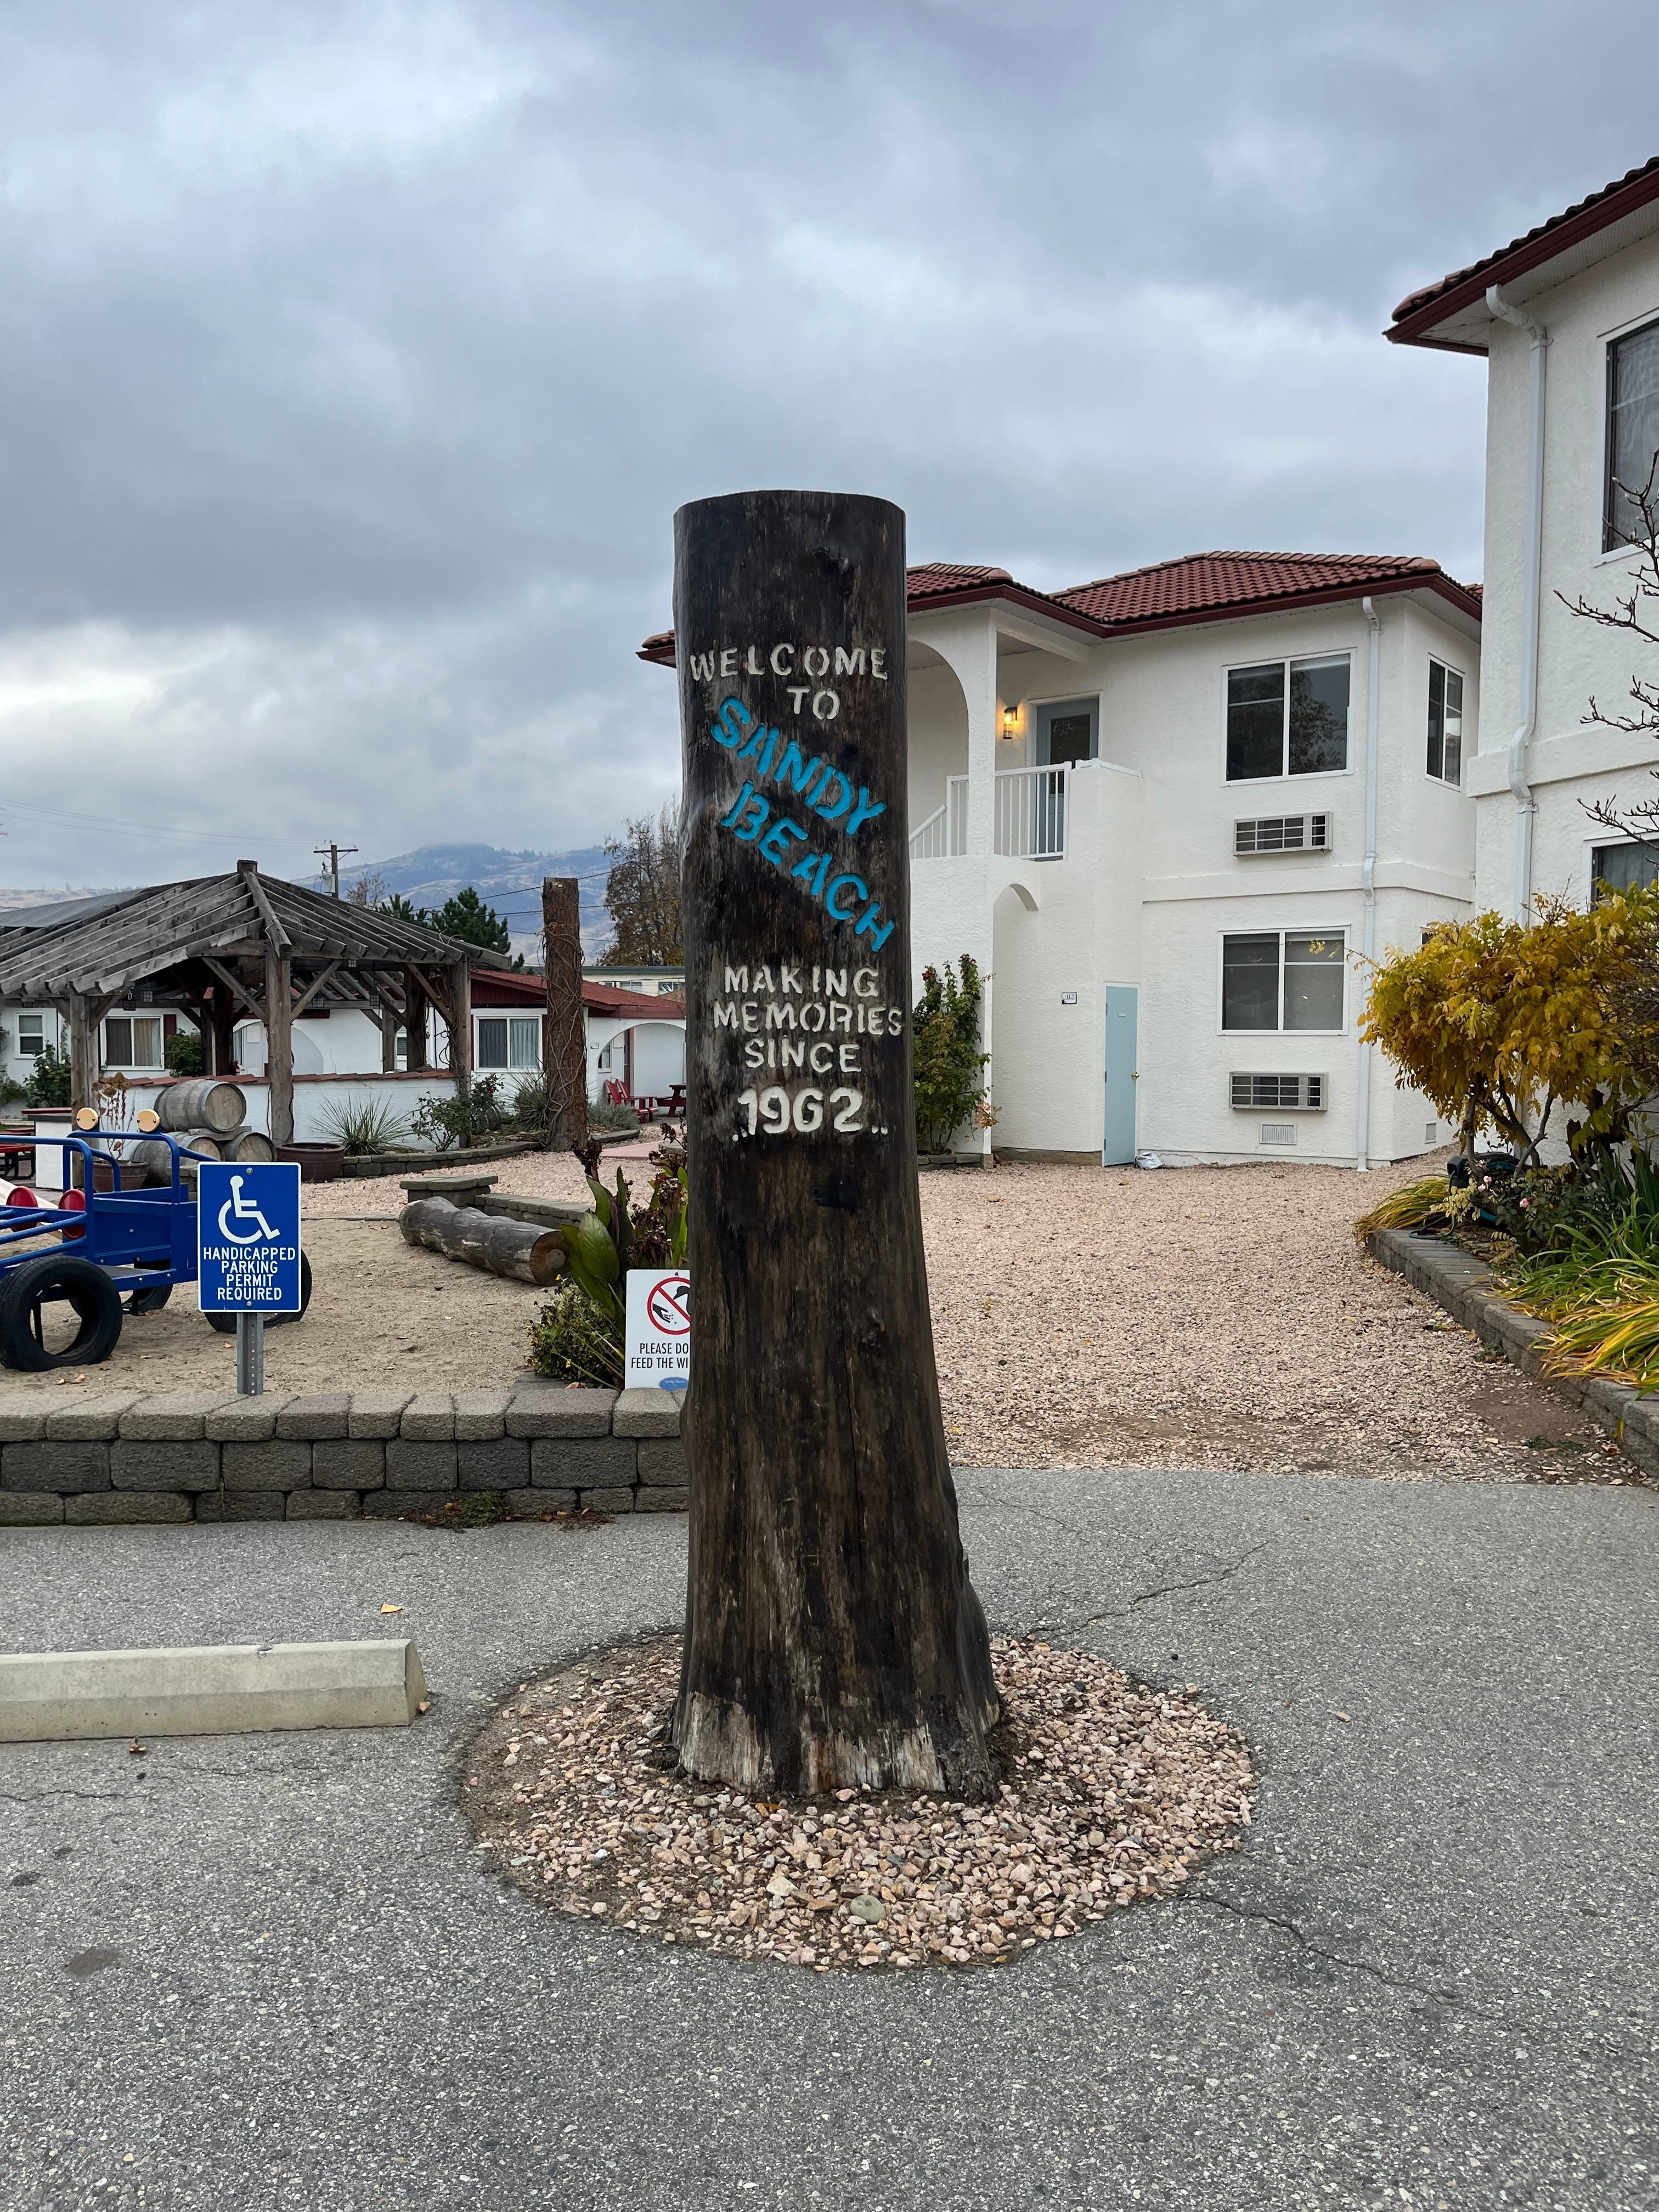 WELCOME
TO
SANDY
BEACH
MAKING
MEMORIES
SINCE
1962
HANDICAPPED
PARKING
PERMIT
REQUIRED
PLEASE DO
FEED THE WI